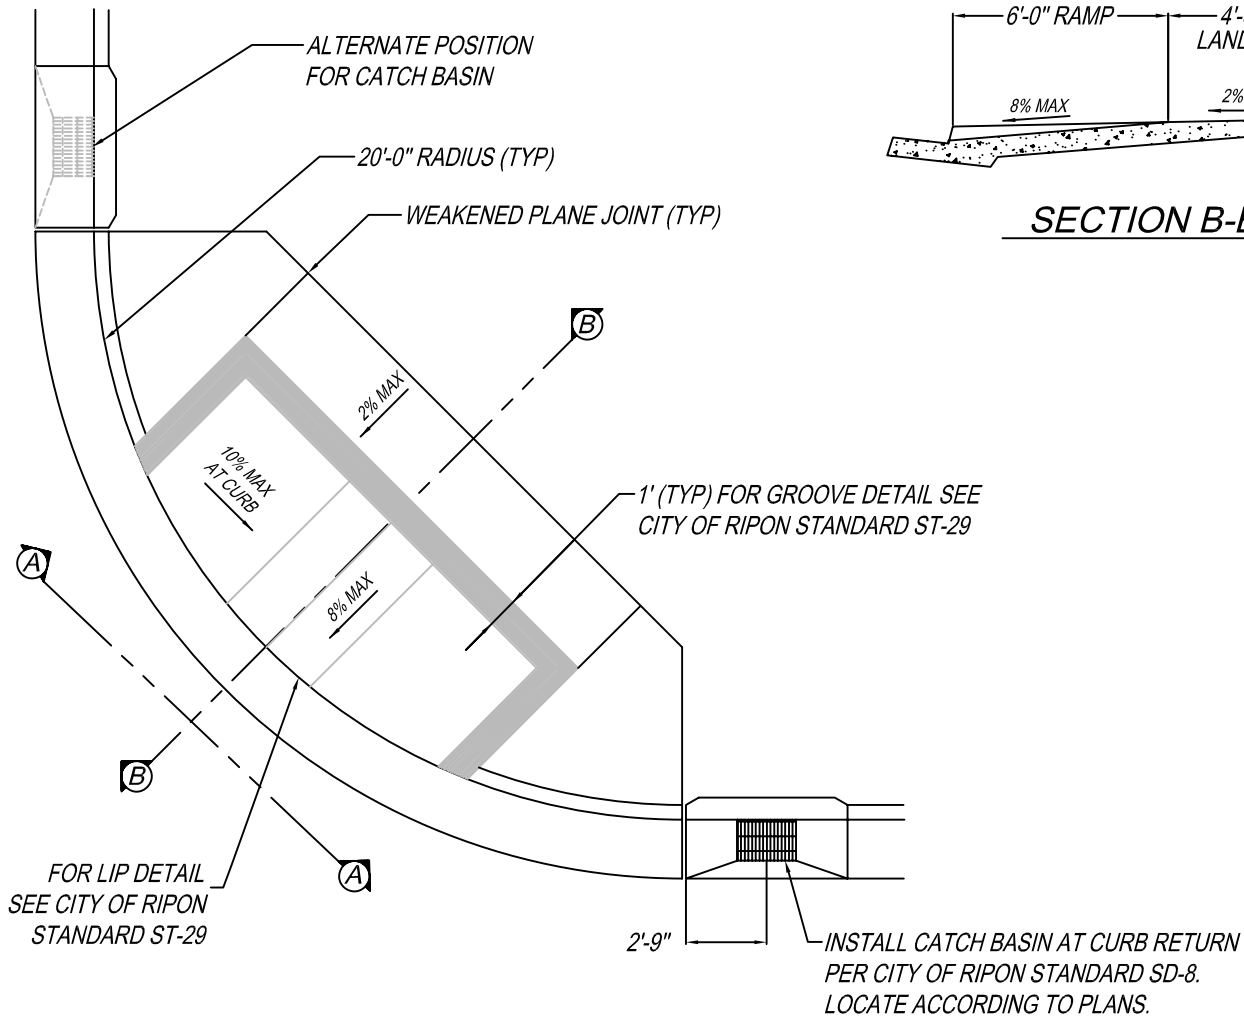 6'-0" RAMP
8% MAX
2%
SECTION B-
ALTERNATE POSITION
FOR CATCH BASIN
20'-0" RADIUS (TYP)
WEAKENED PLANE JOINT (TYP)
B
2% MAX
10% MAX
AT CURB
8% MAX
1' (TYP) FOR GROOVE DETAIL SEE
CITY OF RIPON STANDARD ST-29
A
B
A
FOR LIP DETAIL
SEE CITY OF RIPON
STANDARD ST-29
2'-9"
INSTALL CATCH BASIN AT CURB RETURN
PER CITY OF RIPON STANDARD SD-8.
LOCATE ACCORDING TO PLANS.